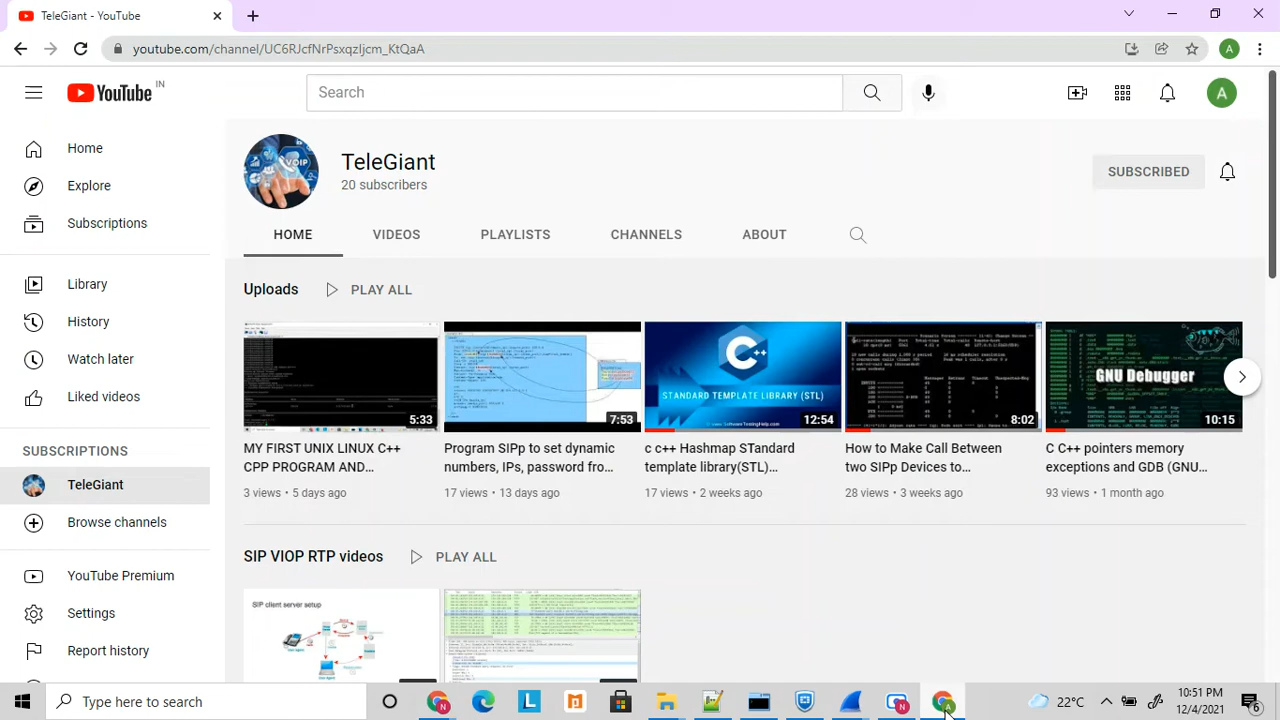 TeleGiant - YouTube
youtube.com/channel/UC6RJcfNrPsxqzIjcm_KtQaA
A
YouTube IN
Search
A
Home
Explore
Subscriptions
Library
History
Watch later
Liked videos
SUBSCRIPTIONS
TeleGiant
Browse channels
YouTube Premium
Settings
Report history
VOIP
TeleGiant
20 subscribers
SUBSCRIBED
HOME
VIDEOS
PLAYLISTS
CHANNELS
ABOUT
Uploads
PLAY ALL
5:33
7:53
C++
STANDARD TEMPLATE LIBRARY (STL)
12:54
8:02
GNU Debugger
10:15
MY FIRST UNIX LINUX C++
CPP PROGRAM AND...
3 views • 5 days ago
Program SIPp to set dynamic
numbers, IPs, password fro...
17 views • 13 days ago
c c++ Hashmap STandard
template library(STL)...
17 views • 2 weeks ago
How to Make Call Between
two SIPp Devices to...
28 views • 3 weeks ago
C C++ pointers memory
exceptions and GDB (GNU...
93 views • 1 month ago
SIP VIOP RTP videos
PLAY ALL
SIP client server setup
Type here to search
22°C
10:51 PM
12/4/2021
6